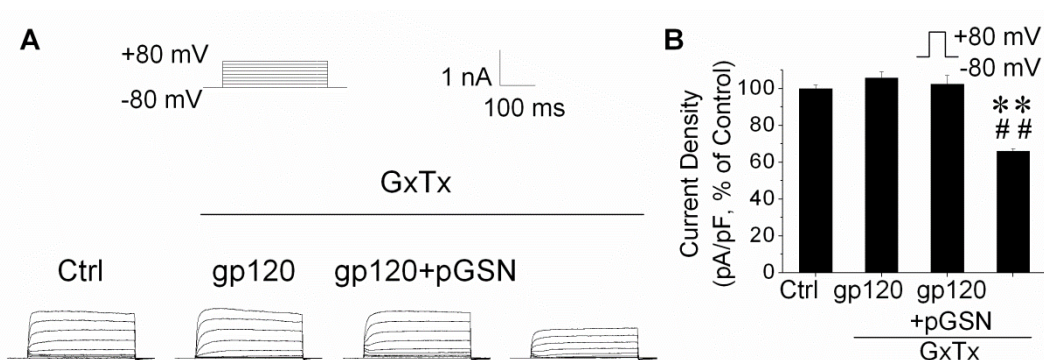 A
+80 mV
-80 mV
1 nA
100 ms
GxTx
Ctrl
gp120
gp120+pGSN
B
+80 mV
-80 mV
Current Density
(pA/pF, % of Control)
100
80
60
40
20
0
**
##
Ctrl
gp120
gp120
+pGSN
GxTx